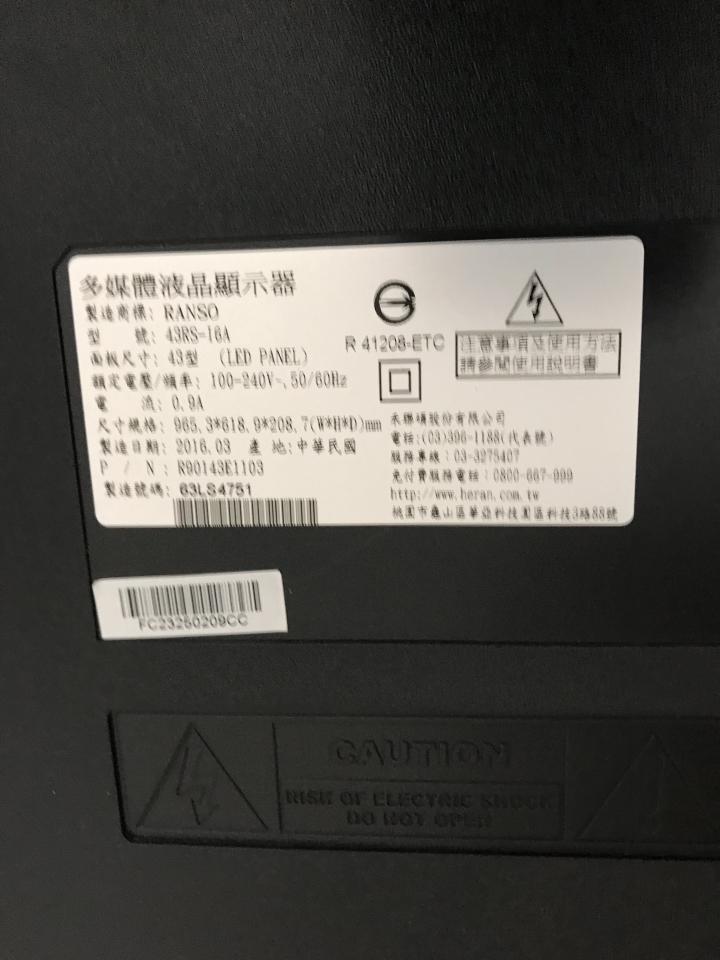 多媒體液晶顯示器
製造商標: RANSO
型 號: 43RS-16A
面板尺寸: 43型 (LED PANEL)
額定電壓/頻率: 100-240V~,50/60Hz
電 流: 0.9A
尺寸規格: 965.3*618.9*208.7(W*H*D)mm
製造日期: 2016.03 產 地:中華民國
P / N: R90143E1103
製造號碼: 63LS4751
R 41208-ETC
注意事項及使用方法
請參閱使用說明書
禾聯碩股份有限公司
電話:(03)396-1188(代表號)
服務專線:03-3275407
免付費服務電話:0800-667-999
http://www.heran.com.tw
桃園市龜山區華亞科技園區科技3路88號
FC23250209CC
CAUTION
RISK OF ELECTRIC SHOCK
DO NOT OPEN